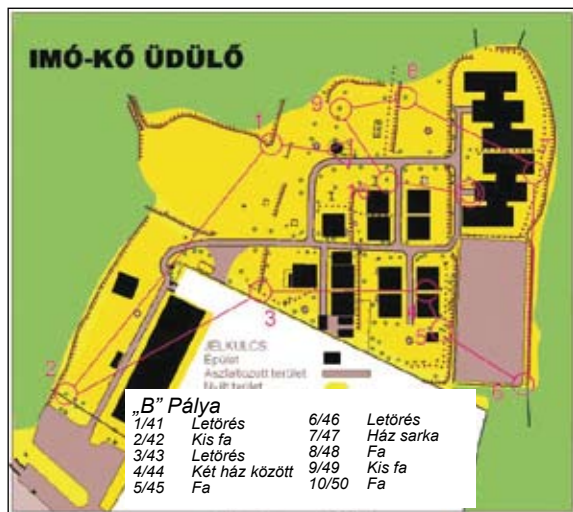 IMÓ-KŐ ÜDÜLŐ
8
9
1
3
2
5
6
JELKULCS
Épület
Aszfaltozott terület
Nyílt terület
„B” Pálya
1/41 Letörés
2/42 Kis fa
3/43 Letörés
4/44 Két ház között
5/45 Fa
6/46 Letörés
7/47 Ház sarka
8/48 Fa
9/49 Kis fa
10/50 Fa